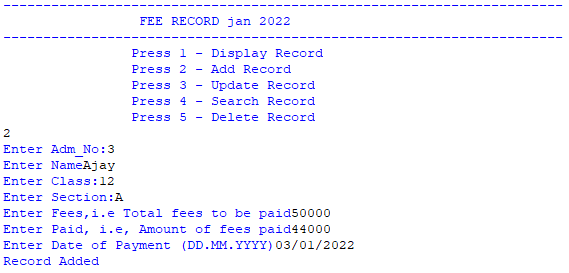 ----------------------------------------------------------------------
FEE RECORD jan 2022
----------------------------------------------------------------------
Press 1 - Display Record
Press 2 - Add Record
Press 3 - Update Record
Press 4 - Search Record
Press 5 - Delete Record
2
Enter Adm_No:3
Enter NameAjay
Enter Class:12
Enter Section:A
Enter Fees,i.e Total fees to be paid50000
Enter Paid, i.e, Amount of fees paid44000
Enter Date of Payment (DD.MM.YYYY)03/01/2022
Record Added